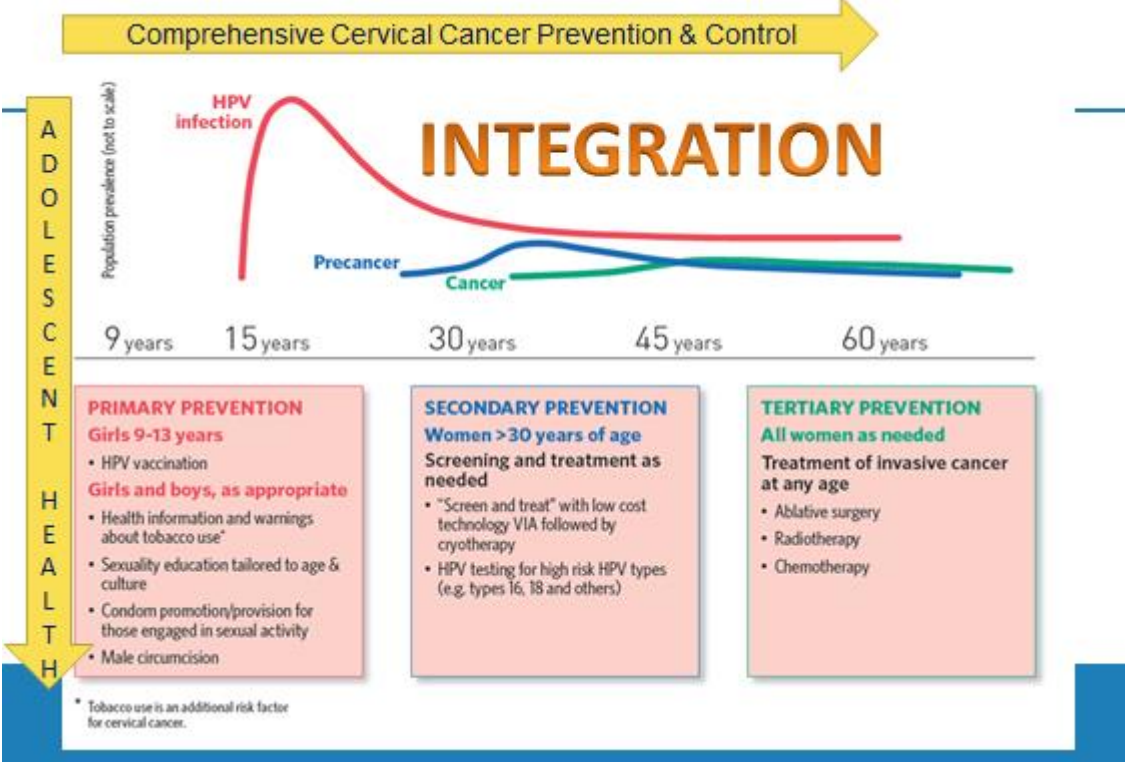 Comprehensive Cervical Cancer Prevention & Control
ADOLESCENT HEALTH
Population prevalence (not to scale)
HPV
infection
INTEGRATION
Precancer
Cancer
9 years 15 years 30 years 45 years 60 years
PRIMARY PREVENTION
Girls 9-13 years
• HPV vaccination
Girls and boys, as appropriate
• Health information and warnings
about tobacco use*
• Sexuality education tailored to age &
culture
• Condom promotion/provision for
those engaged in sexual activity
• Male circumcision
SECONDARY PREVENTION
Women >30 years of age
Screening and treatment as
needed
• "Screen and treat" with low cost
technology VIA followed by
cryotherapy
• HPV testing for high risk HPV types
(e.g. types 16, 18 and others)
TERTIARY PREVENTION
All women as needed
Treatment of invasive cancer
at any age
• Ablative surgery
• Radiotherapy
• Chemotherapy
* Tobacco use is an additional risk factor
for cervical cancer.